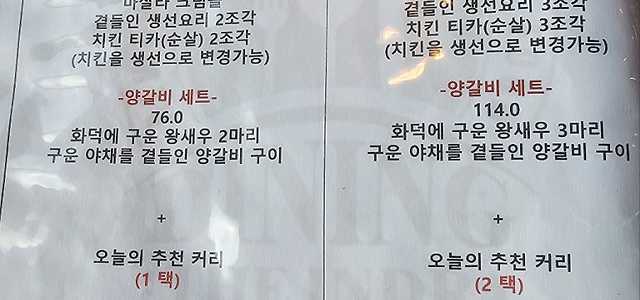 마살라 크림을
곁들인 생선요리 2조각
치킨 티카(순살) 2조각
(치킨을 생선으로 변경가능)
-양갈비 세트-
76.0
화덕에 구운 왕새우 2마리
구운 야채를 곁들인 양갈비 구이
+
오늘의 추천 커리
(1 택)
곁들인 생선요리 3조각
치킨 티카(순살) 3조각
(치킨을 생선으로 변경가능)
-양갈비 세트-
114.0
화덕에 구운 왕새우 3마리
구운 야채를 곁들인 양갈비 구이
+
오늘의 추천 커리
(2 택)